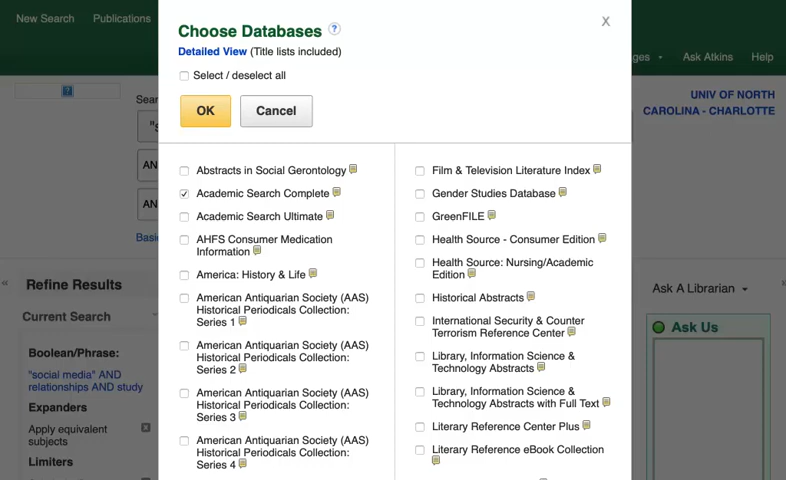 New Search Publications
Choose Databases ?
X
Detailed View (Title lists included)
Select / deselect all
OK Cancel
Ask Atkins Help
UNIV OF NORTH
CAROLINA - CHARLOTTE
?
AN
AN
Abstracts in Social Gerontology
Academic Search Complete
Academic Search Ultimate
AHFS Consumer Medication
Information
America: History & Life
American Antiquarian Society (AAS)
Historical Periodicals Collection:
Series 1
American Antiquarian Society (AAS)
Historical Periodicals Collection:
Series 2
American Antiquarian Society (AAS)
Historical Periodicals Collection:
Series 3
American Antiquarian Society (AAS)
Historical Periodicals Collection:
Series 4
Film & Television Literature Index
Gender Studies Database
GreenFILE
Health Source - Consumer Edition
Health Source: Nursing/Academic
Edition
Historical Abstracts
International Security & Counter
Terrorism Reference Center
Library, Information Science &
Technology Abstracts
Library, Information Science &
Technology Abstracts with Full Text
Literary Reference Center Plus
Literary Reference eBook Collection
« Refine Results
Current Search
Boolean/Phrase:
"social media" AND
relationships AND study
Expanders
Apply equivalent
subjects
Limiters
Ask A Librarian
Ask Us